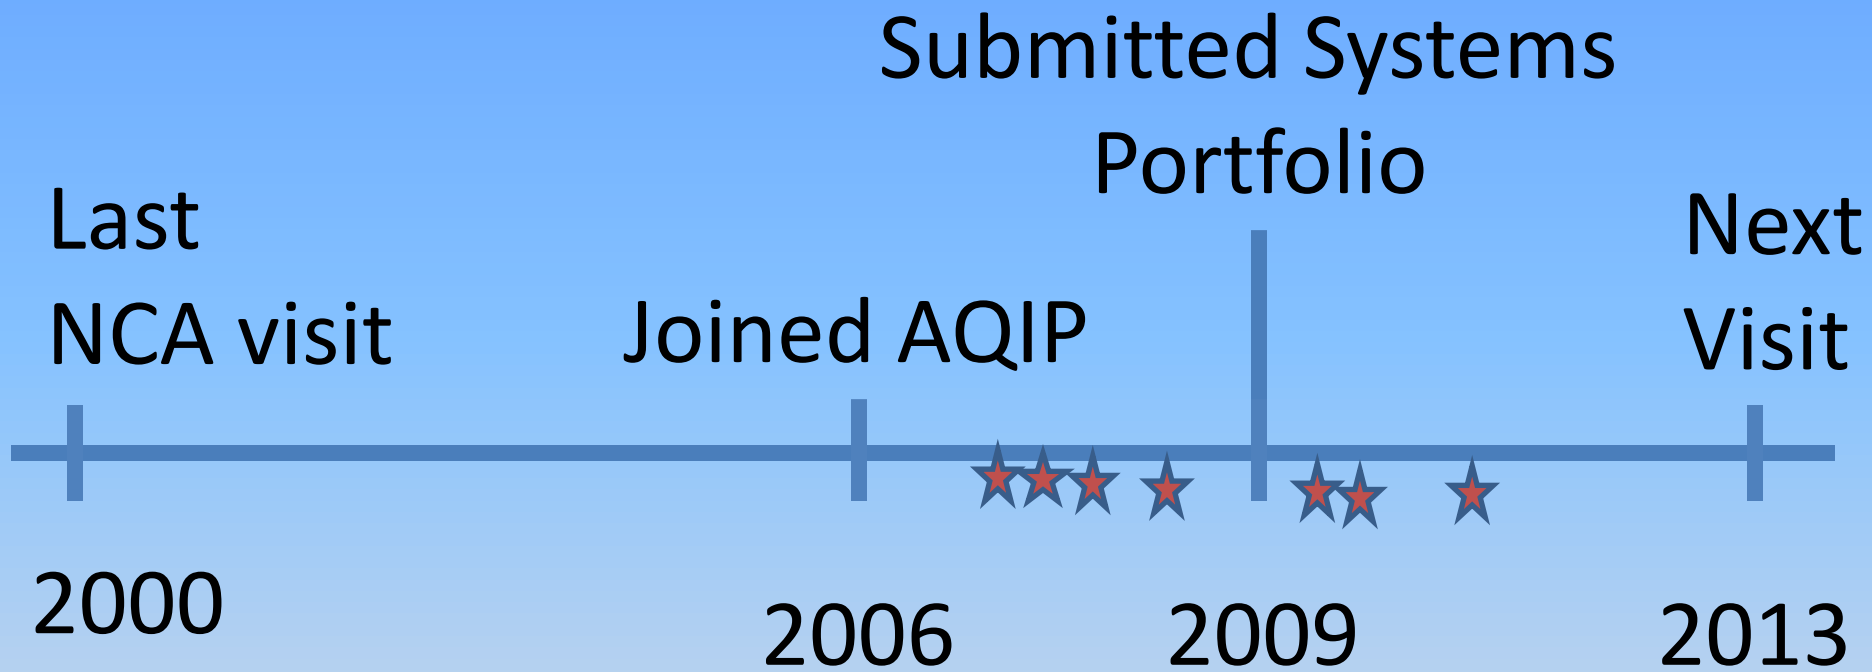 Submitted Systems
Portfolio
Last
NCA visit
Joined AQIP
Next
Visit
2000
2006
2009
2013